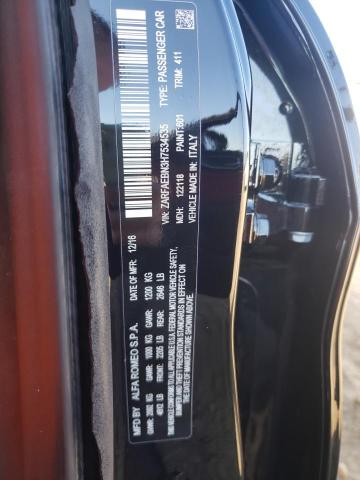 MFD BY ALFA ROMEO S.P.A. DATE OF MFR: 12/16
GVWR: 2092 KG GAWR: 1000 KG GAWR: 1200 KG
4612 LB FRONT: 2205 LB REAR: 2646 LB
THIS VEHICLE CONFORMS TO ALL APPLICABLE U.S.A. FEDERAL MOTOR VEHICLE SAFETY,
BUMPER AND THEFT PREVENTION STANDARDS IN EFFECT ON
THE DATE OF MANUFACTURE SHOWN ABOVE.
VIN: ZARFAEBN3H7534535 TYPE: PASSENGER CAR
MDH: 122118 PAINT: 601 TRIM: 411
VEHICLE MADE IN: ITALY